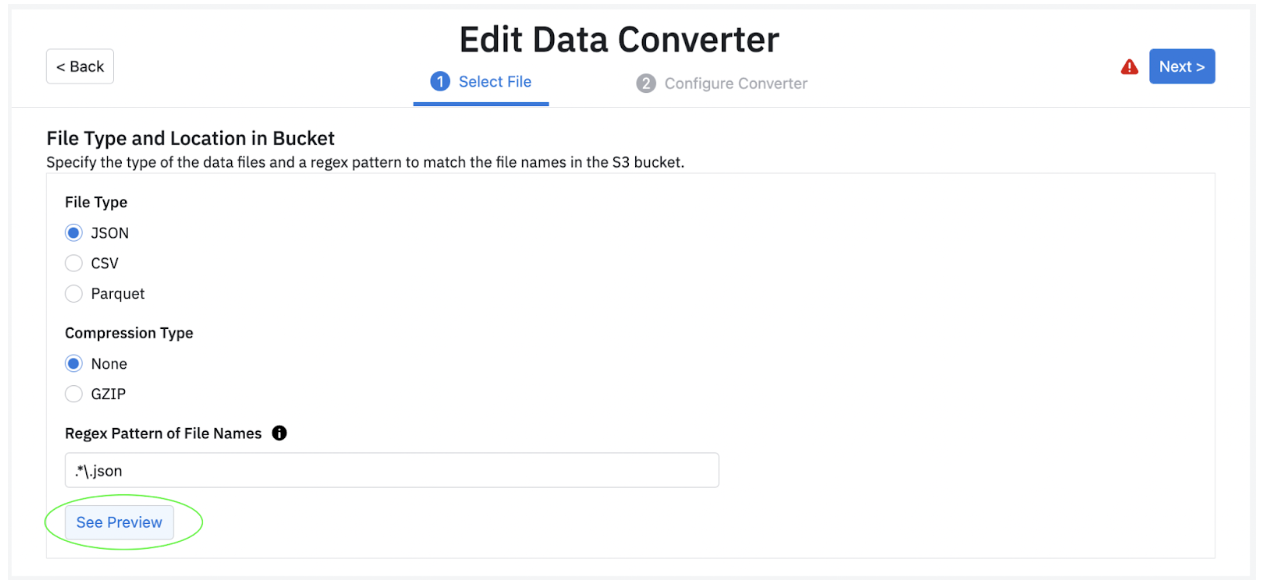 Edit Data Converter
< Back
1 Select File
2 Configure Converter
Next >
File Type and Location in Bucket
Specify the type of the data files and a regex pattern to match the file names in the S3 bucket.
File Type
JSON
CSV
Parquet
Compression Type
None
GZIP
Regex Pattern of File Names
.*\.json
See Preview